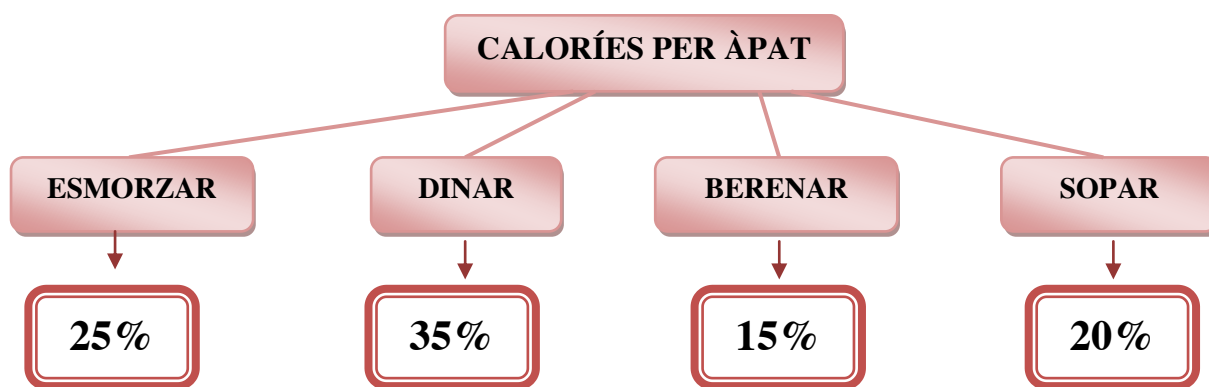 CALORÍES PER ÀPAT
ESMORZAR
DINAR
BERENAR
SOPAR
25%
35%
15%
20%